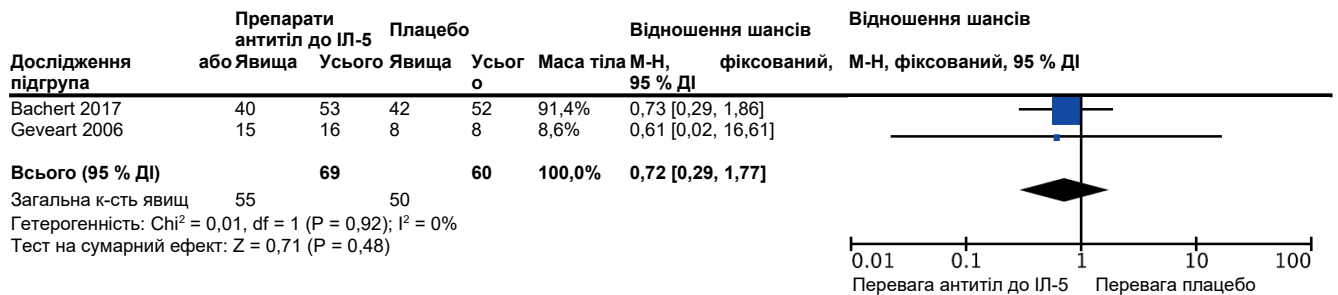 Препарати антитіл до ІЛ-5 Плацебо Відношення шансів Відношення шансів
Дослідження або підгрупа Явища Усього Явища Усього Маса тіла М-Н, фіксований, 95 % ДІ М-Н, фіксований, 95 % ДІ
Bachert 2017 40 53 42 52 91,4% 0,73 [0,29, 1,86]
Geveart 2006 15 16 8 8 8,6% 0,61 [0,02, 16,61]
Всього (95 % ДІ) 69 60 100,0% 0,72 [0,29, 1,77]
Загальна к-сть явищ 55 50
Гетерогенність: Chi² = 0,01, df = 1 (P = 0,92); I² = 0%
Тест на сумарний ефект: Z = 0,71 (P = 0,48)
0.01 0.1 1 10 100
Перевага антитіл до ІЛ-5 Перевага плацебо